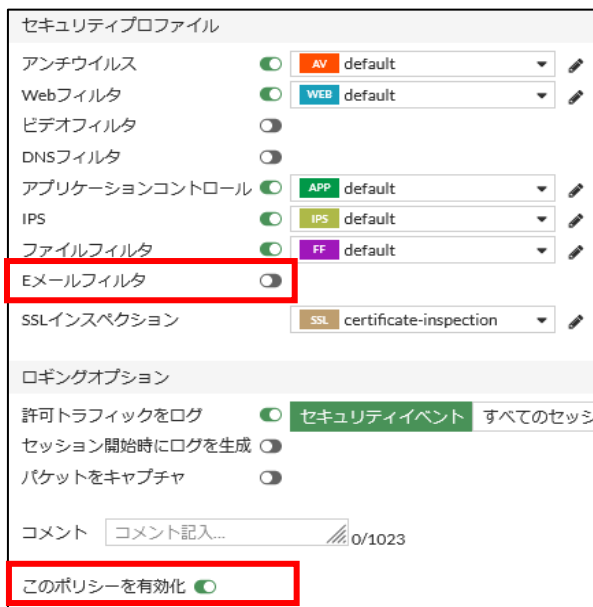 セキュリティプロファイル
アンチウイルス AV default
Webフィルタ WEB default
ビデオフィルタ
DNSフィルタ
アプリケーションコントロール APP default
IPS IPS default
ファイルフィルタ FF default
Eメールフィルタ
SSLインスペクション SSL certificate-inspection
ロギングオプション
許可トラフィックをログ セキュリティイベント すべてのセッシ
セッション開始時にログを生成
パケットをキャプチャ
コメント コメント記入... 0/1023
このポリシーを有効化